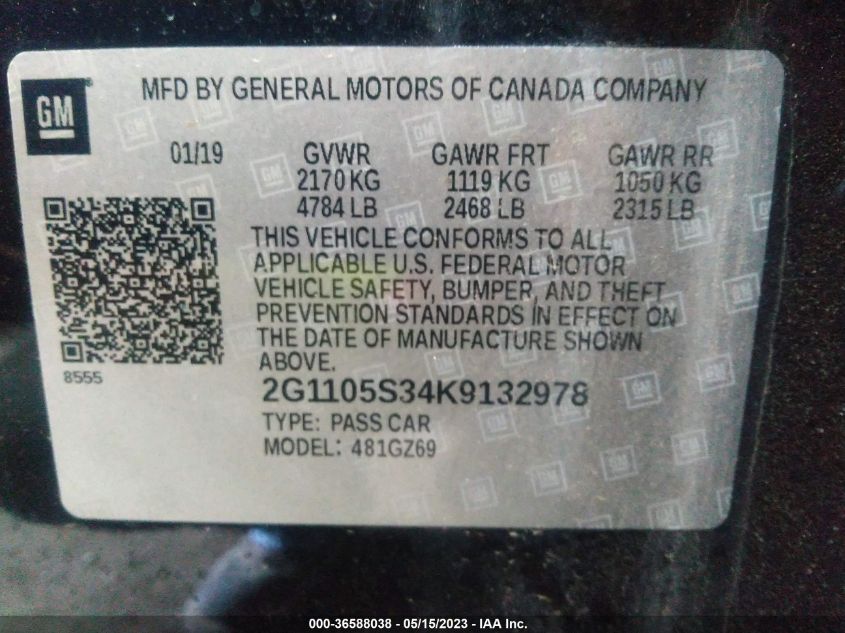 GM
MFD BY GENERAL MOTORS OF CANADA COMPANY
01/19 GVWR GAWR FRT GAWR RR
2170 KG 1119 KG 1050 KG
4784 LB 2468 LB 2315 LB
THIS VEHICLE CONFORMS TO ALL
APPLICABLE U.S. FEDERAL MOTOR
VEHICLE SAFETY, BUMPER, AND THEFT
PREVENTION STANDARDS IN EFFECT ON
THE DATE OF MANUFACTURE SHOWN
ABOVE.
8555
2G1105S34K9132978
TYPE: PASS CAR
MODEL: 481GZ69
000-36588038 - 05/15/2023 - IAA Inc.